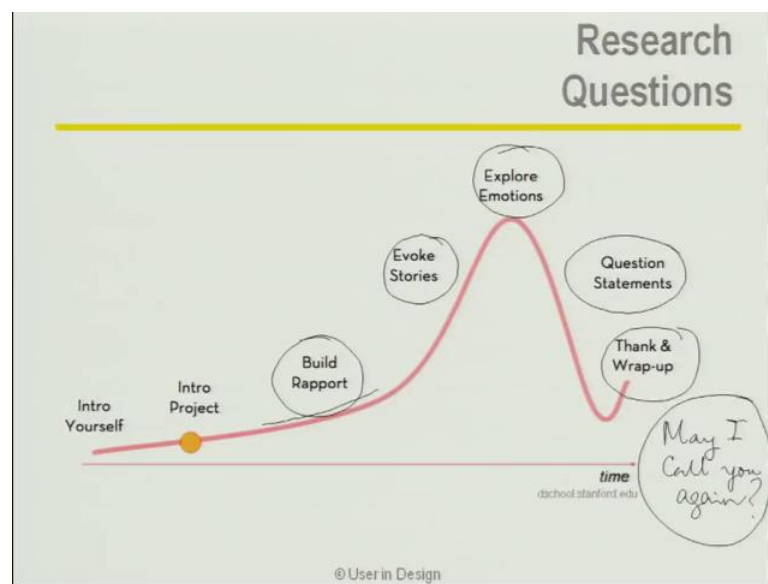 Research
Questions
Explore
Emotions
Evoke
Stories
Question
Statements
Build
Rapport
Thank &
Wrap-up
Intro
Project
Intro
Yourself
May I
Call you
again?
time
dschool.stanford.edu
© User in Design